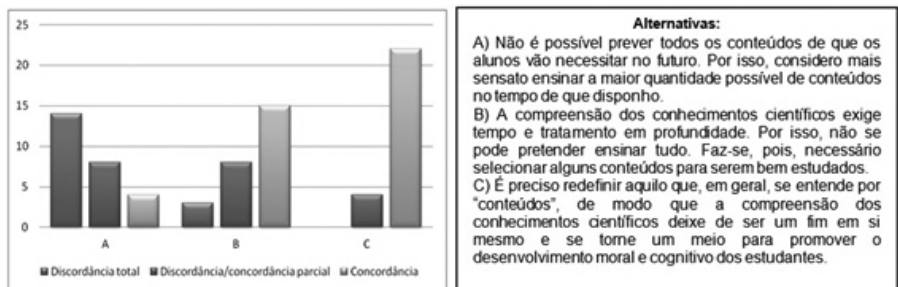 25
20
15
10
5
0
A B C
Discordância total Discordância/concordância parcial Concordância
Alternativas:
A) Não é possível prever todos os conteúdos de que os
alunos vão necessitar no futuro. Por isso, considero mais
sensato ensinar a maior quantidade possível de conteúdos
no tempo de que disponho.
B) A compreensão dos conhecimentos científicos exige
tempo e tratamento em profundidade. Por isso, não se
pode pretender ensinar tudo. Faz-se, pois, necessário
selecionar alguns conteúdos para serem bem estudados.
C) É preciso redefinir aquilo que, em geral, se entende por
"conteúdos", de modo que a compreensão dos
conhecimentos científicos deixe de ser um fim em si
mesmo e se torne um meio para promover o
desenvolvimento moral e cognitivo dos estudantes.